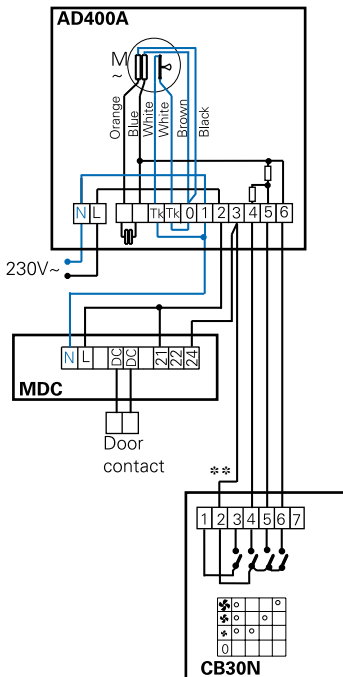 AD400A
M
~
Orange
Blue
White
White
Brown
Black
N L Tk Tk 0 1 2 3 4 5 6
230V~
N L DC DC 21 22 24
MDC
Door
contact
**
1 2 3 4 5 6 7
0
CB30N